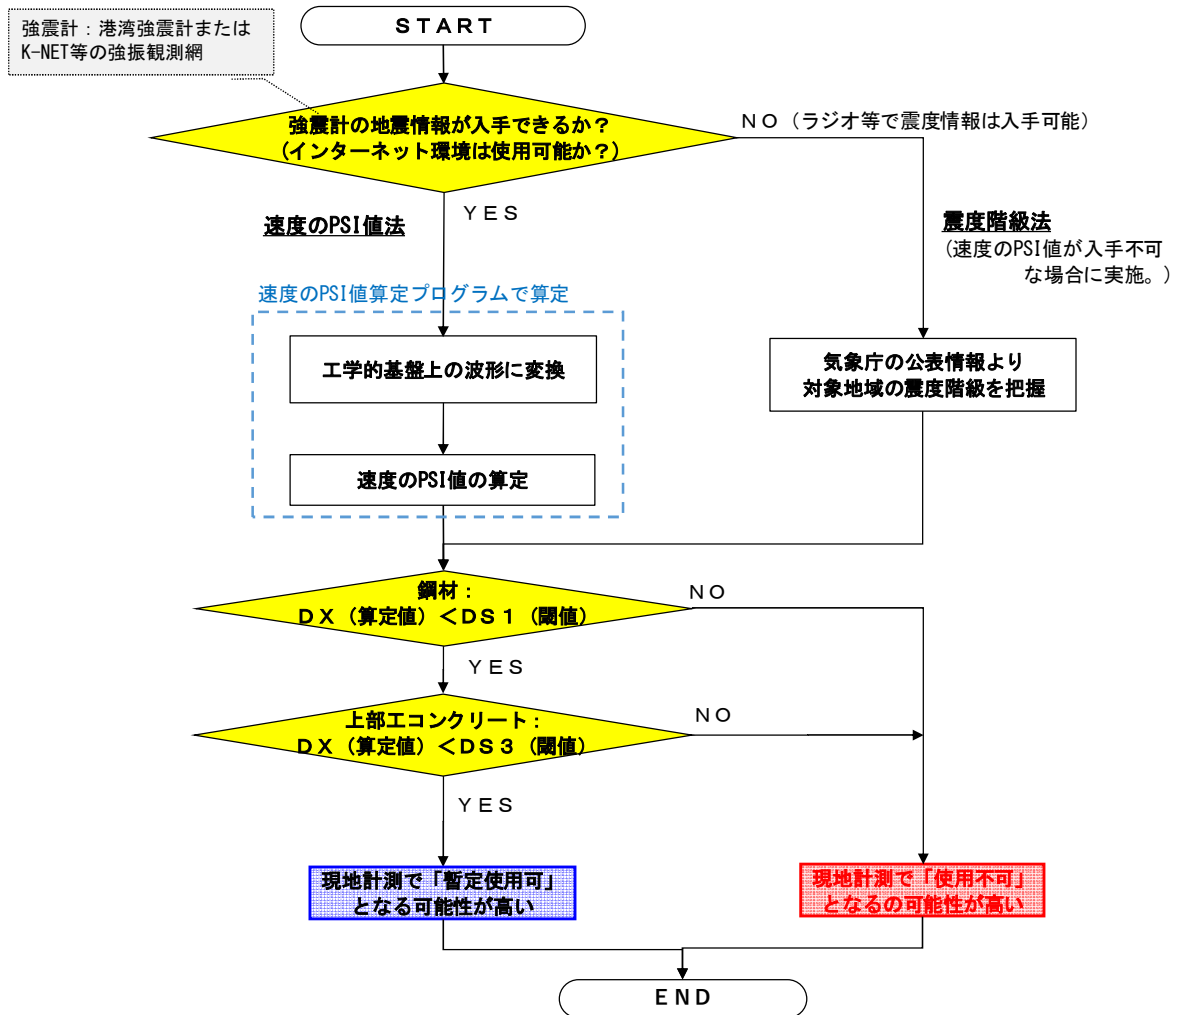 強震計：港湾強震計または
K-NET等の強振観測網
ＳＴＡＲＴ
強震計の地震情報が入手できるか？
(インターネット環境は使用可能か？)
ＮＯ（ラジオ等で震度情報は入手可能）
ＹＥＳ
速度のPSI値法
震度階級法
(速度のPSI値が入手不可
な場合に実施。)
速度のPSI値算定プログラムで算定
工学的基盤上の波形に変換
気象庁の公表情報より
対象地域の震度階級を把握
速度のPSI値の算定
鋼材：
ＤＸ（算定値）＜ＤＳ１（閾値）
ＮＯ
ＹＥＳ
上部工コンクリート：
ＤＸ（算定値）＜ＤＳ３（閾値）
ＮＯ
ＹＥＳ
現地計測で「暫定使用可」
となる可能性が高い
現地計測で「使用不可」
となるの可能性が高い
ＥＮＤ